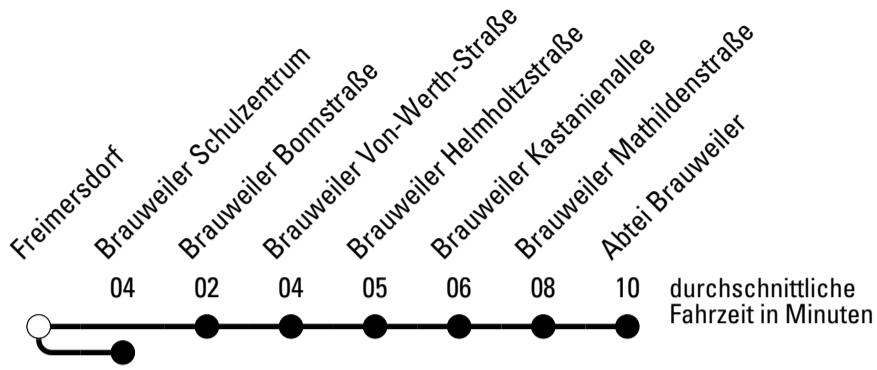 Freimersdorf
Brauweiler Schulzentrum
Brauweiler Bonnstraße
Brauweiler Von-Werth-Straße
Brauweiler Helmholtzstraße
Brauweiler Kastanienallee
Brauweiler Mathildenstraße
Abtei Brauweiler
04 02 04 05 06 08 10
durchschnittliche
Fahrzeit in Minuten